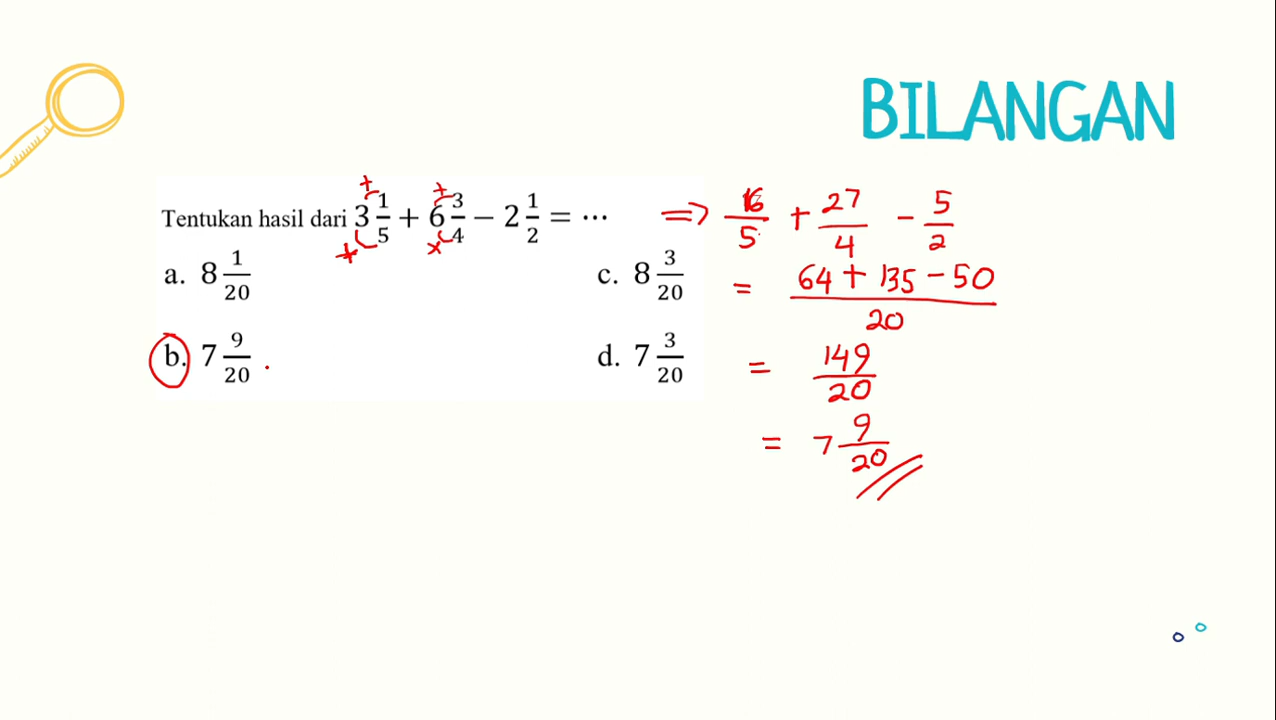 BILANGAN
Tentukan hasil dari 3 1/5 + 6 3/4 − 2 1/2 = ⋯
a. 8 1/20
c. 8 3/20
b. 7 9/20
d. 7 3/20
+ +
× ×
=> 16/5 + 27/4 - 5/2
= (64 + 135 - 50)/20
= 149/20
= 7 9/20 //